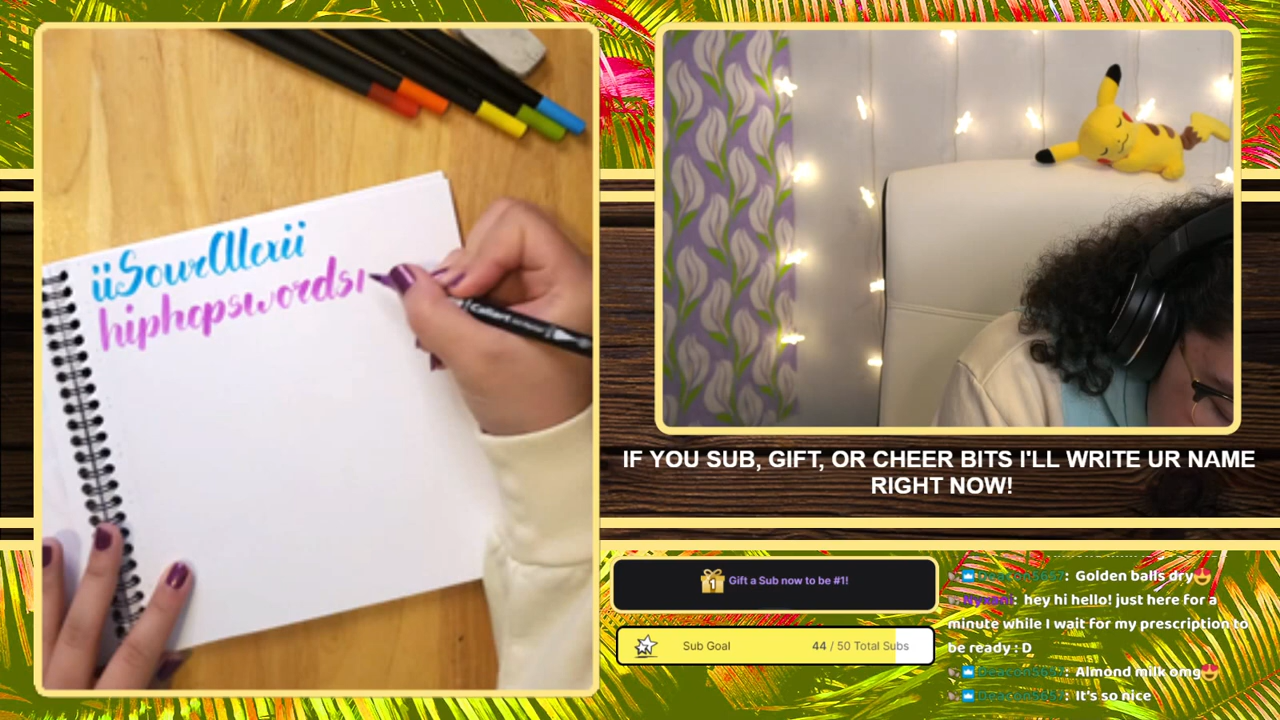 iiSourAlexii
hiphopswords
IF YOU SUB, GIFT, OR CHEER BITS I'LL WRITE UR NAME
RIGHT NOW!
1 Gift a Sub now to be #1!
Sub Goal 44 / 50 Total Subs
: Golden balls dry😍
: hey hi hello! just here for a
minute while I wait for my prescription to
be ready : D
: Almond milk omg😍
: It's so nice